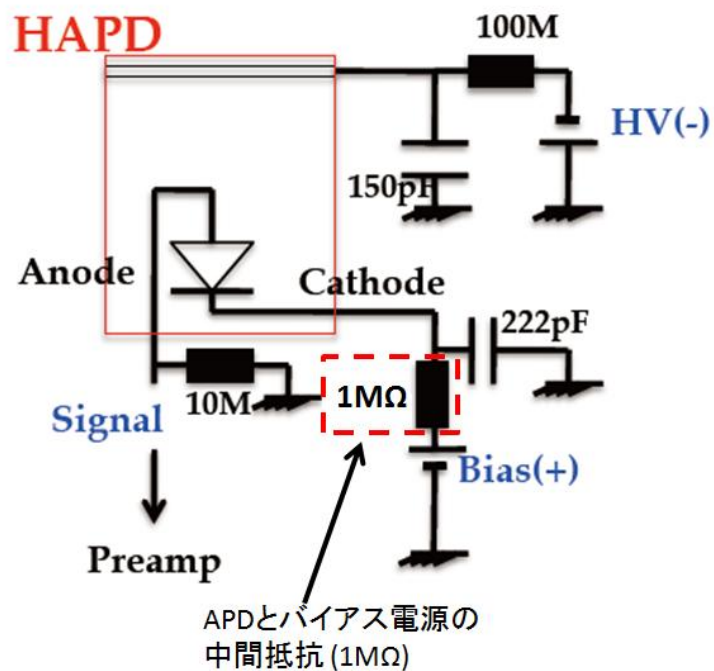 HAPD
100M
HV(-)
150pF
Anode
Cathode
222pF
10M
1MΩ
Signal
Bias(+)
Preamp
APDとバイアス電源の
中間抵抗 (1MΩ)